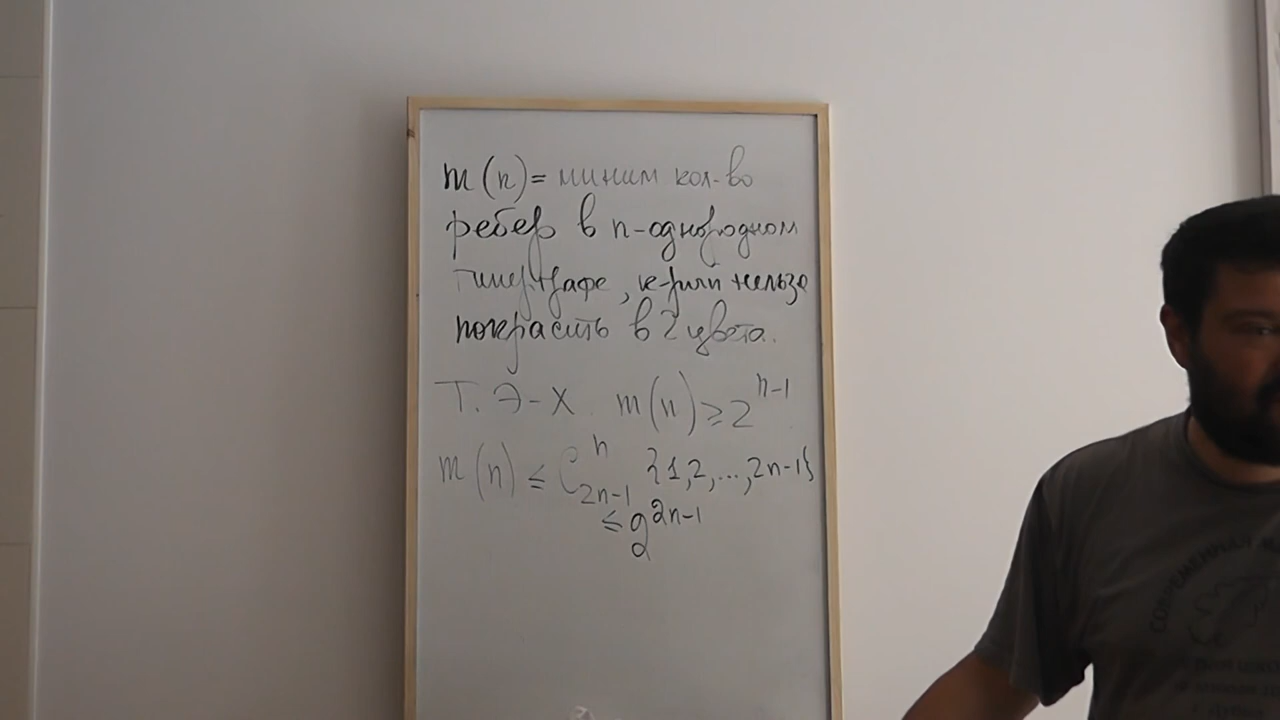 m(n) = миним кол-во
ребер в n-однородном
гиперграфе, к-рый нельзя
покрасить в 2 цвета.
Т. Э-Х. m(n) ≥ 2^{n-1}
m(n) ≤ C_{2n-1}^{n} {1,2,...,2n-1}
≤ 2^{2n-1}
СОВРЕМЕННАЯ